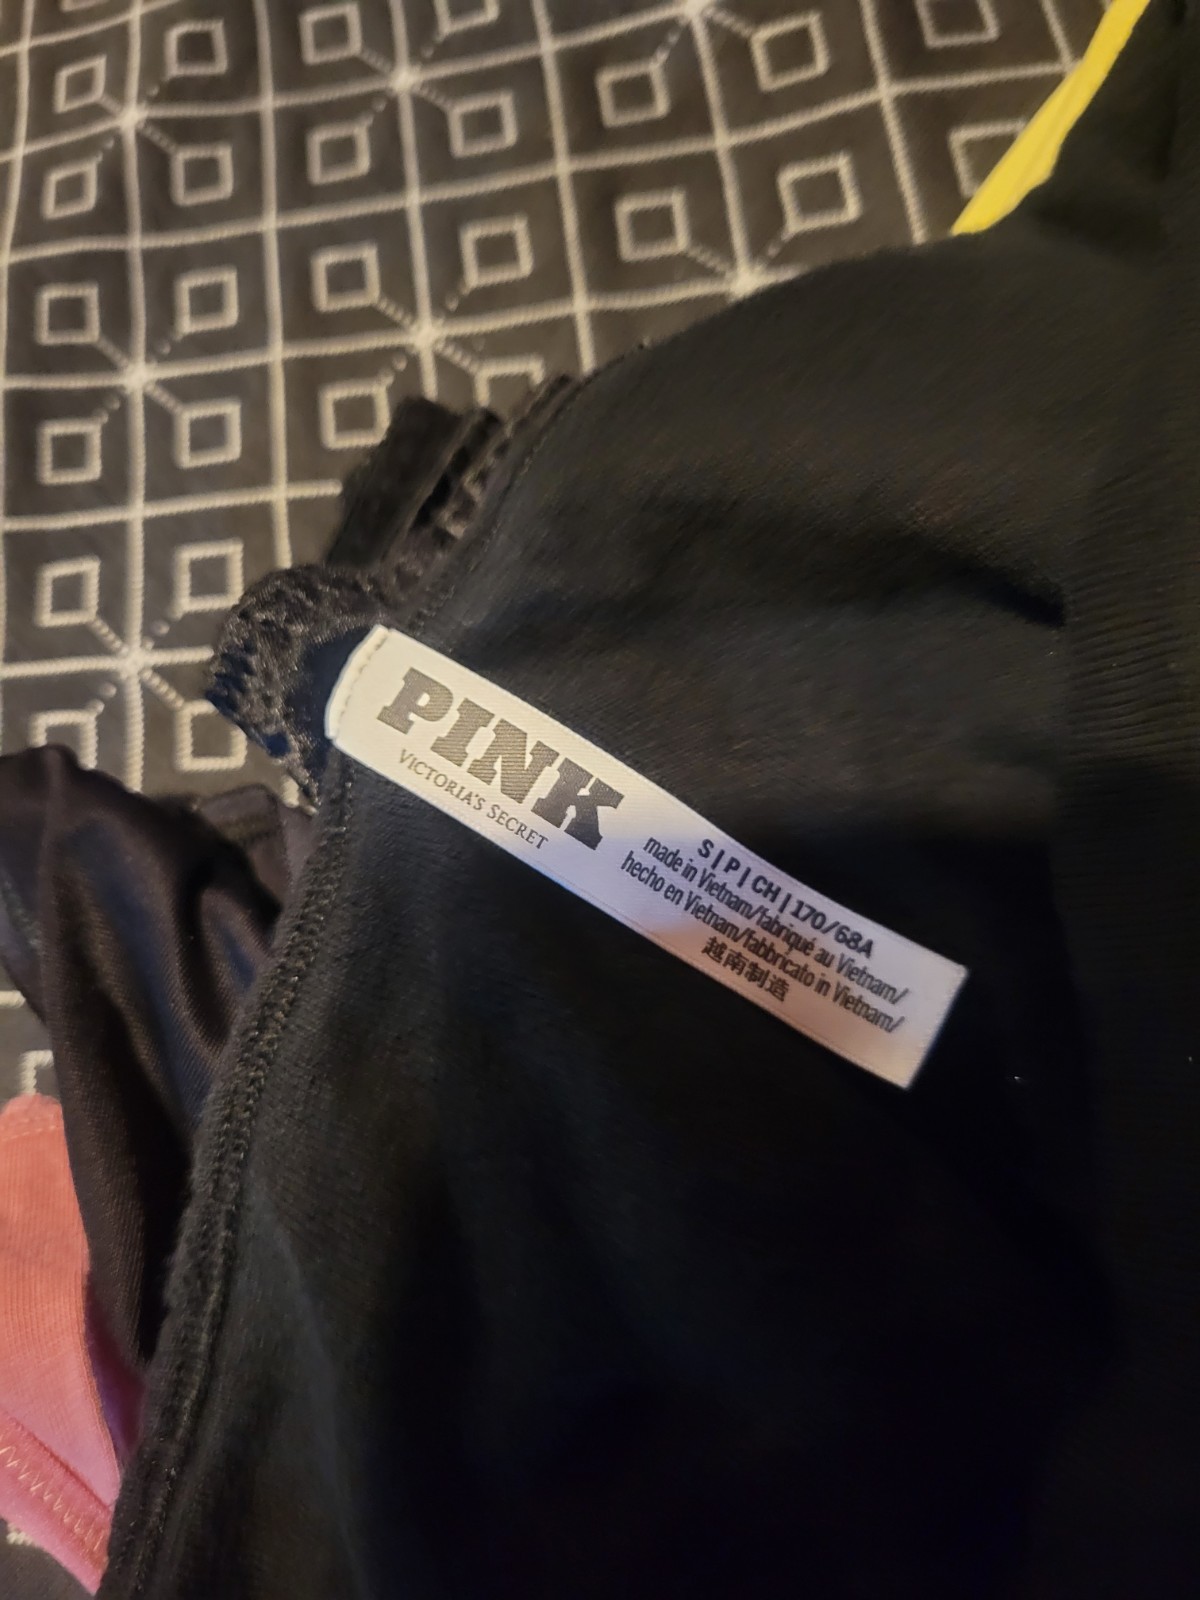 PINK
VICTORIA'S SECRET
S | P | CH | 170/68A
made in Vietnam/fabriqué au Vietnam/
hecho en Vietnam/fabbricato in Vietnam/
越南制造